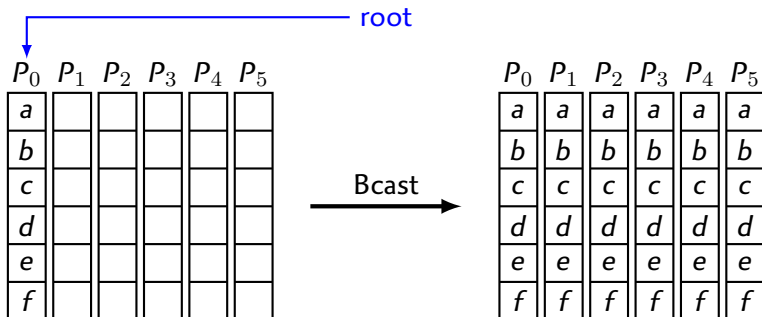 root
P₀ P₁ P₂ P₃ P₄ P₅ P₀ P₁ P₂ P₃ P₄ P₅
a a a a a a a
b b b b b b b
c Bcast c c c c c c
d d d d d d d
e e e e e e e
f f f f f f f